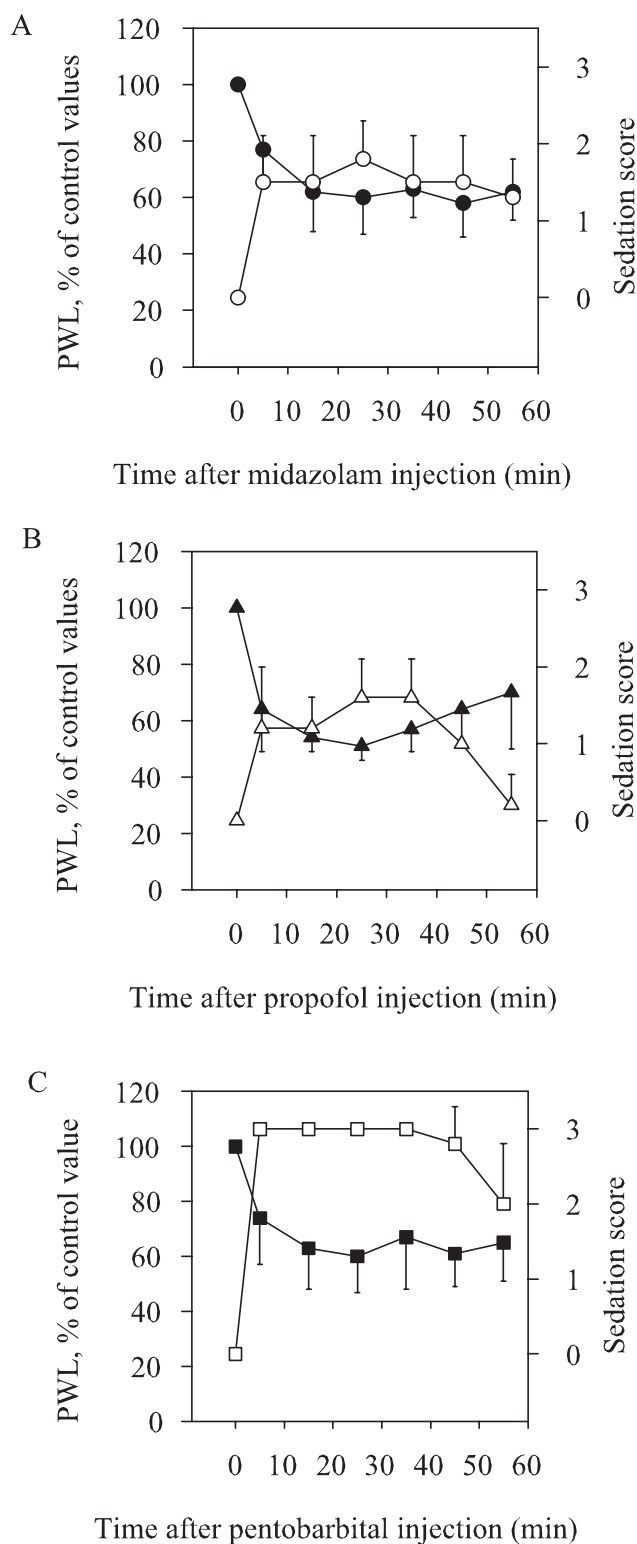 A
PWL, % of control values
120
100
80
60
40
20
0
3
2
1
0
Sedation score
0 10 20 30 40 50 60
Time after midazolam injection (min)
B
PWL, % of control values
120
100
80
60
40
20
0
3
2
1
0
Sedation score
0 10 20 30 40 50 60
Time after propofol injection (min)
C
PWL, % of control value
120
100
80
60
40
20
0
3
2
1
0
Sedation score
0 10 20 30 40 50 60
Time after pentobarbital injection (min)